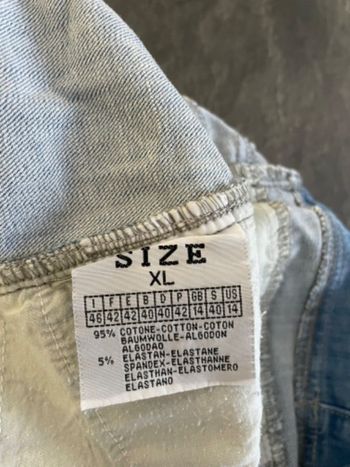 SIZE
XL
I F E B D P GB S US
46 42 42 40 40 42 14 40 14
95% COTONE-COTTON-COTON
BAUMWOLLE-ALGODON
ALGODAO
5% ELASTAN-ELASTANE
SPANDEX-ELASTHANNE
ELASTHAN-ELASTOMERO
ELASTANO